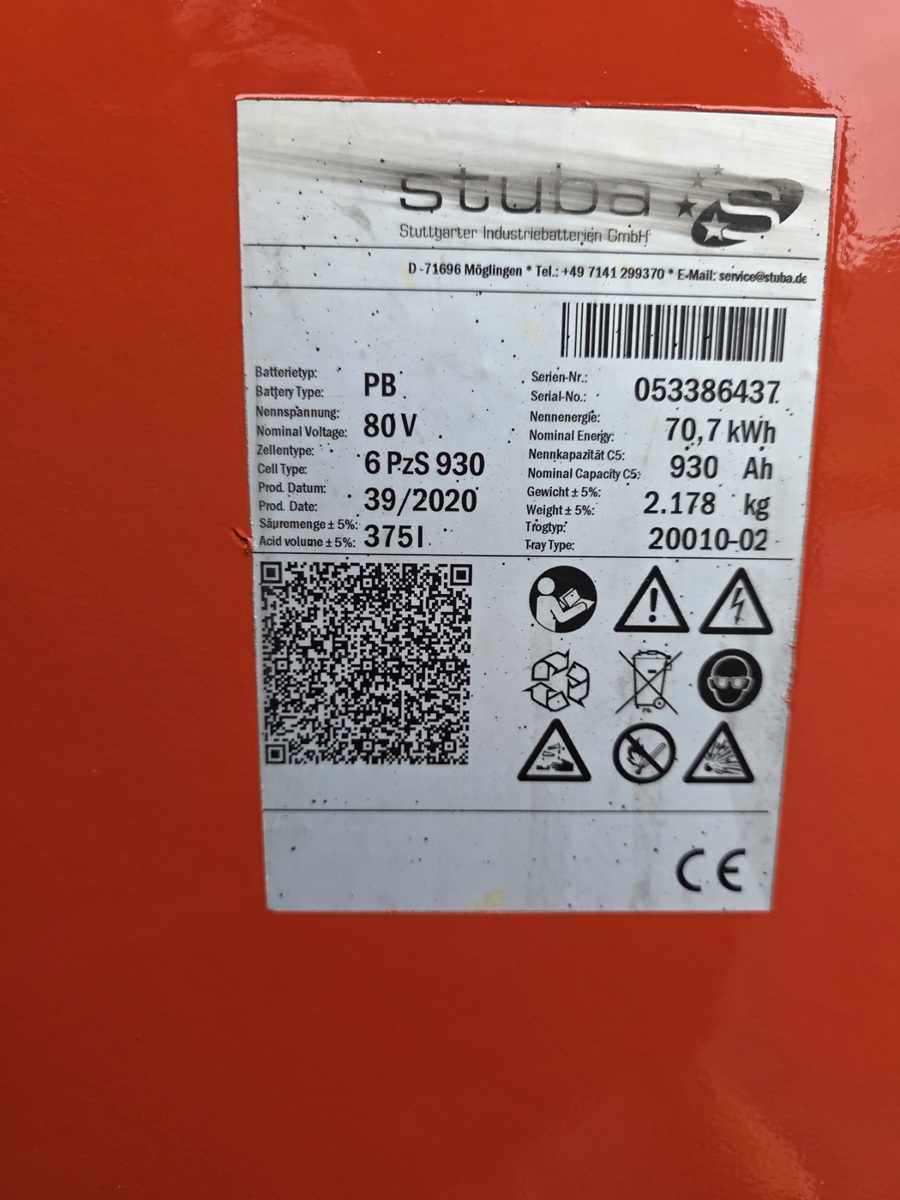 stuba
Stuttgarter Industriebatterien GmbH
D-71696 Möglingen * Tel.: +49 7141 299370 * E-Mail: service@stuba.de
Batterietyp:
Battery Type: PB
Nennspannung:
Nominal Voltage: 80 V
Zellentype:
Cell Type: 6 PzS 930
Prod. Datum:
Prod. Date: 39/2020
Säuremenge ± 5%:
Acid volume ± 5%: 375 l
Serien-Nr.:
Serial-No.: 053386437
Nennenergie:
Nominal Energy: 70,7 kWh
Nennkapazität C5:
Nominal Capacity C5: 930 Ah
Gewicht ± 5%:
Weight ± 5%: 2.178 kg
Trogtyp:
Tray Type: 20010-02
Pb
CE